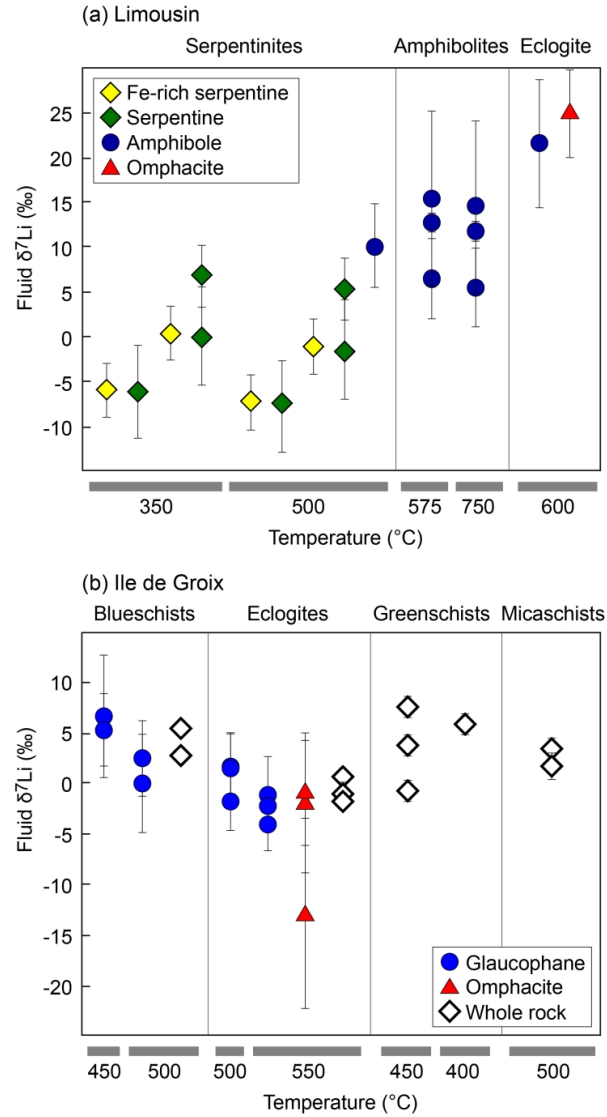 (a) Limousin
Serpentinites Amphibolites Eclogite
Fe-rich serpentine
Serpentine
Amphibole
Omphacite
Fluid δ⁷Li (‰)
25
20
15
10
5
0
-5
-10
350 500 575 750 600
Temperature (°C)
(b) Ile de Groix
Blueschists Eclogites Greenschists Micaschists
Fluid δ⁷Li (‰)
10
5
0
-5
-10
-15
-20
Glaucophane
Omphacite
Whole rock
450 500 500 550 450 400 500
Temperature (°C)